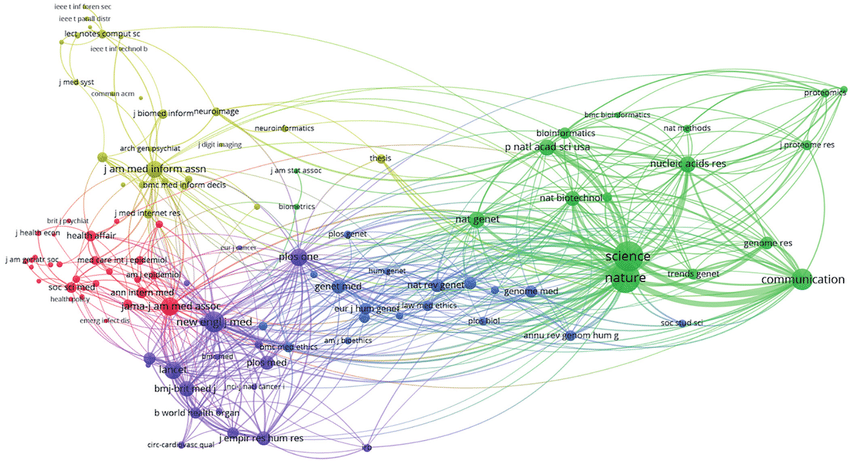 ieee t inf foren sec
ieee t parall distr
lect notes comput sc
ieee t inf technol b
j med syst
commun acm
proteomics
j biomed inform
neuroimage
bmc bioinformatics
neuroinformatics
bioinformatics
nat methods
arch gen psychiat
j digit imaging
p natl acad sci usa
j proteome res
thesis
j am med inform assn
j am stat assoc
nucleic acids res
bmc med inform decis
nat biotechnol
j med internet res
biometrics
brit j psychiat
nat genet
j health econ
health affair
plos genet
genome res
eur j cancer
plos one
science
j am geriatr soc
med care
int j epidemiol
am j epidemiol
hum genet
nature
trends genet
communication
soc sci med
ann intern med
genet med
nat rev genet
genome med
health policy
jama-j am med assoc
eur j hum genet
j law med ethics
emerg infect dis
new engl j med
plos biol
soc stud sci
annu rev genom hum g
bmc med ethics
am j bioethics
bmc med
lancet
plos med
bmj-brit med j
jnci-j natl cancer i
b world health organ
j empir res hum res
circ-cardiovasc qual
irb